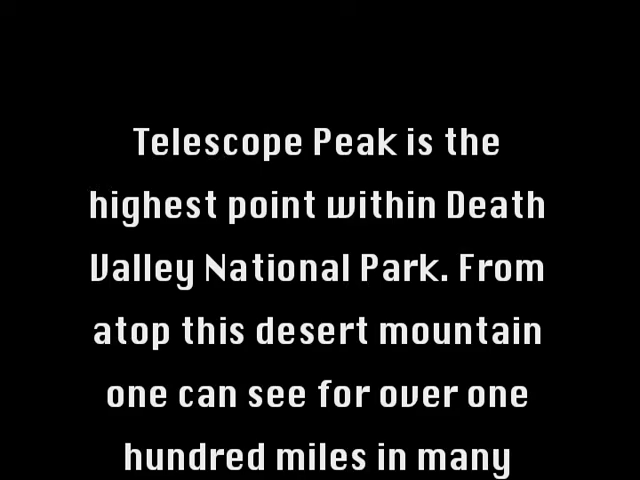 Telescope Peak is the
highest point within Death
Valley National Park. From
atop this desert mountain
one can see for over one
hundred miles in many